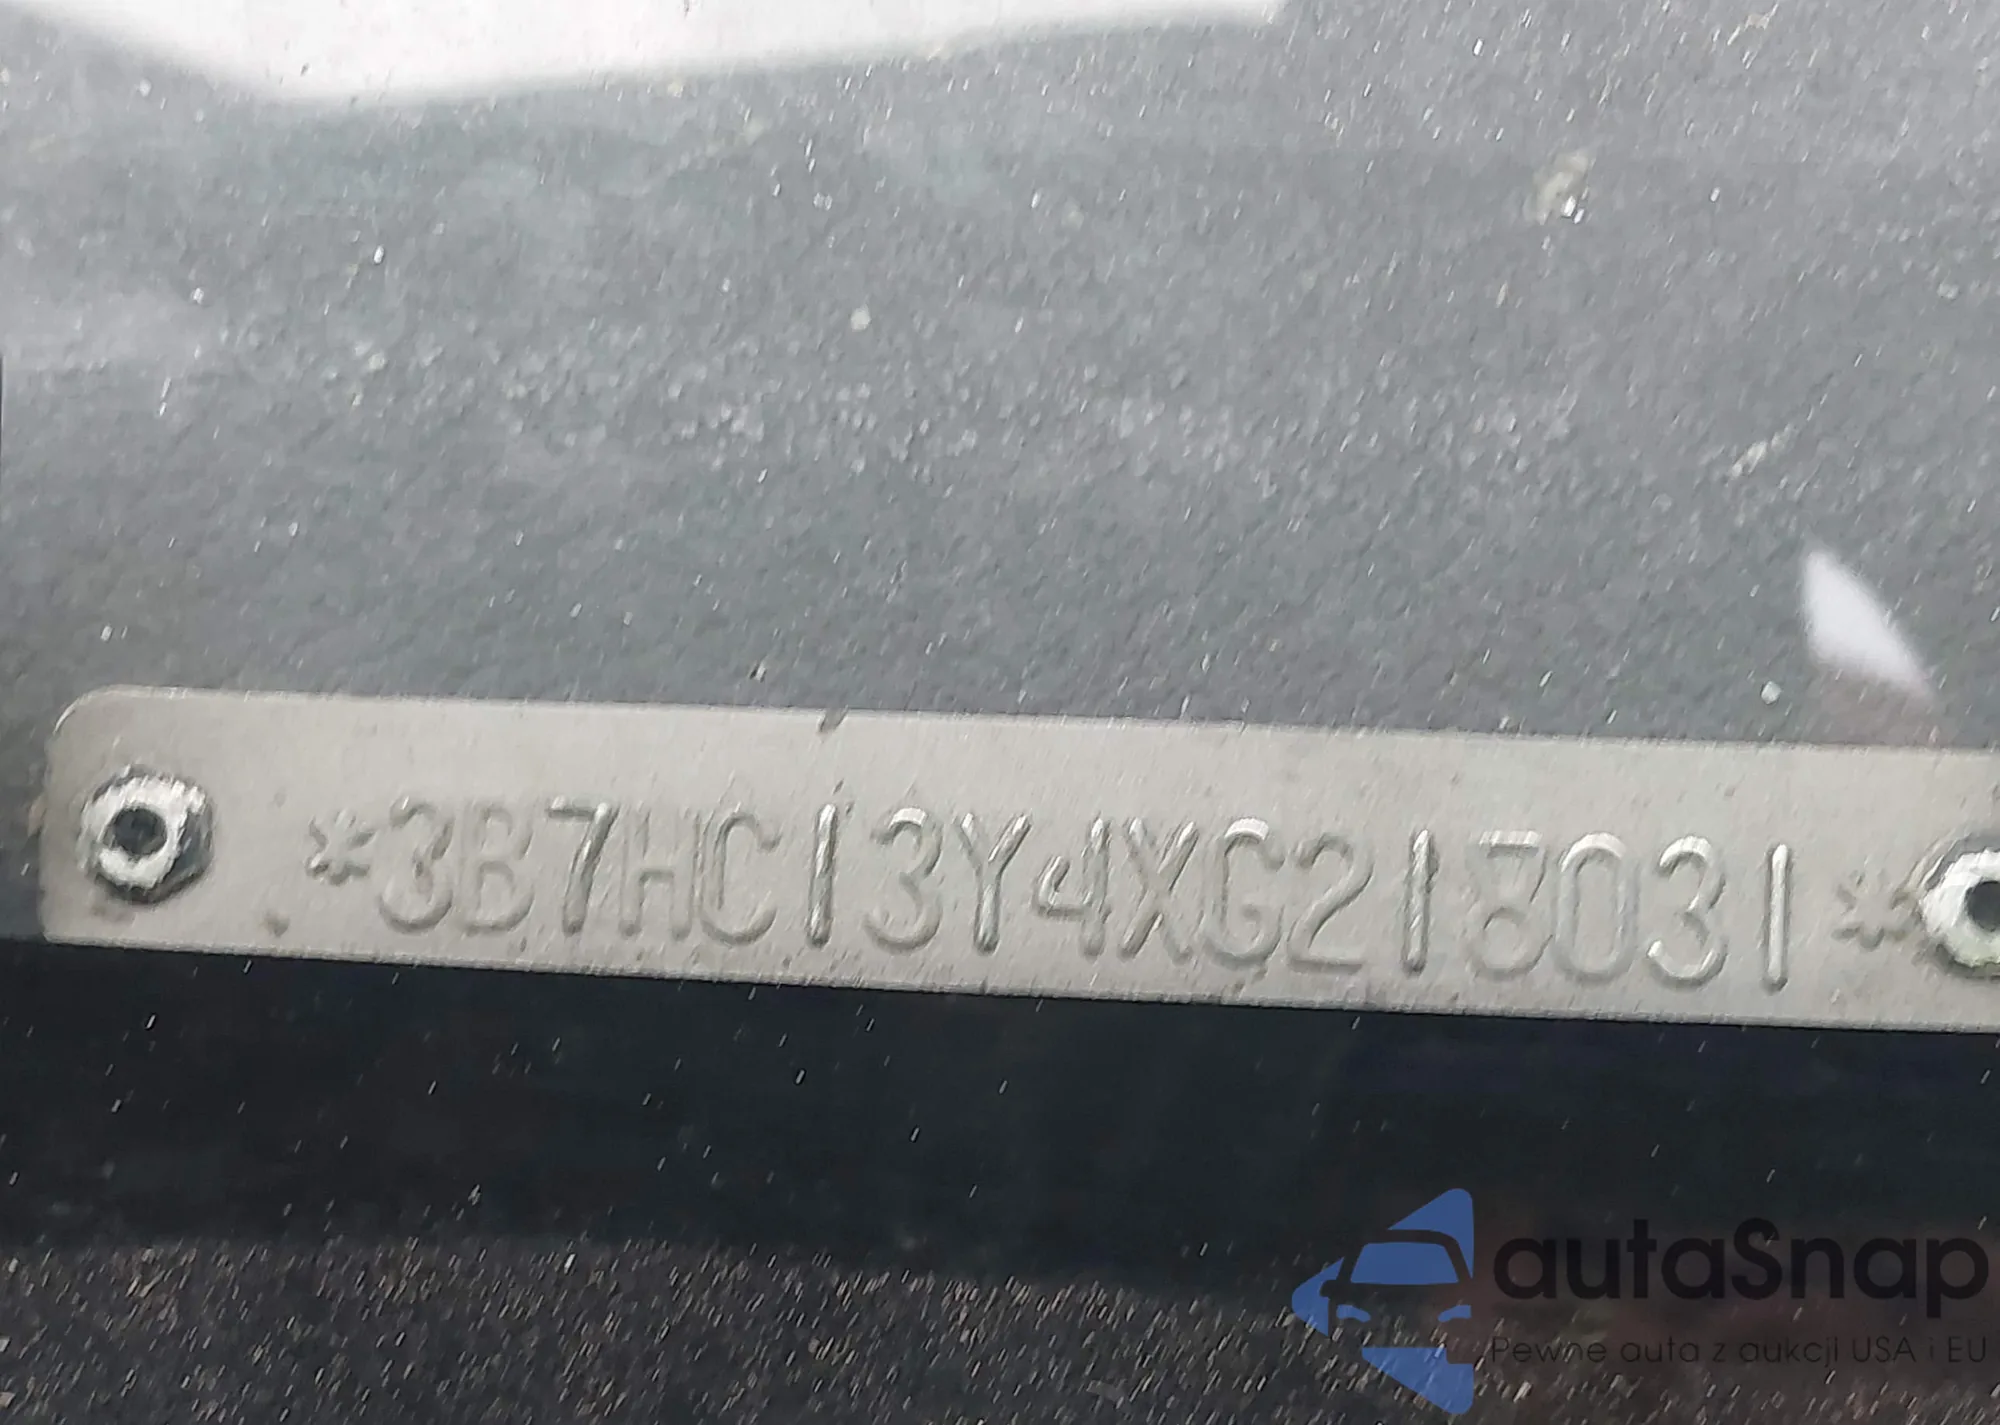 *3B7HC13Y4XG218031*
autaSnap
Pewne auta z aukcji USA i EU